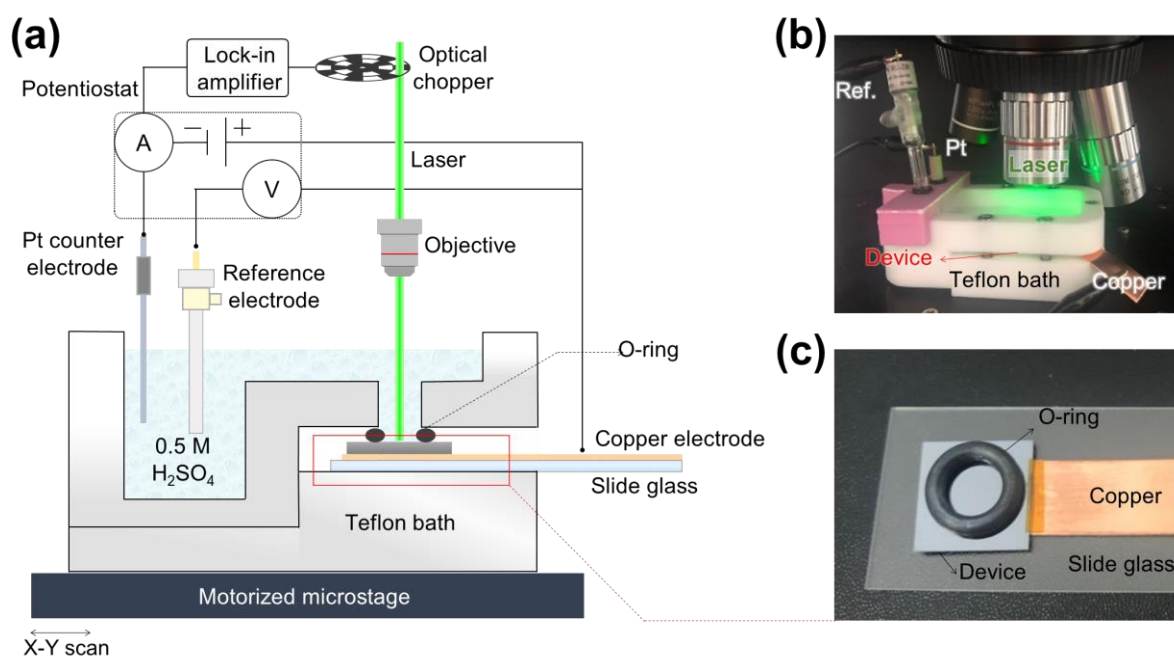 (a)
Lock-in
amplifier
Optical
chopper
Potentiostat
A
− +
V
Laser
Pt counter
electrode
Reference
electrode
Objective
O-ring
0.5 M
H₂SO₄
Copper electrode
Slide glass
Teflon bath
Motorized microstage
X-Y scan
(b)
Ref.
Pt
Laser
Device
Teflon bath
Copper
(c)
O-ring
Copper
Device
Slide glass